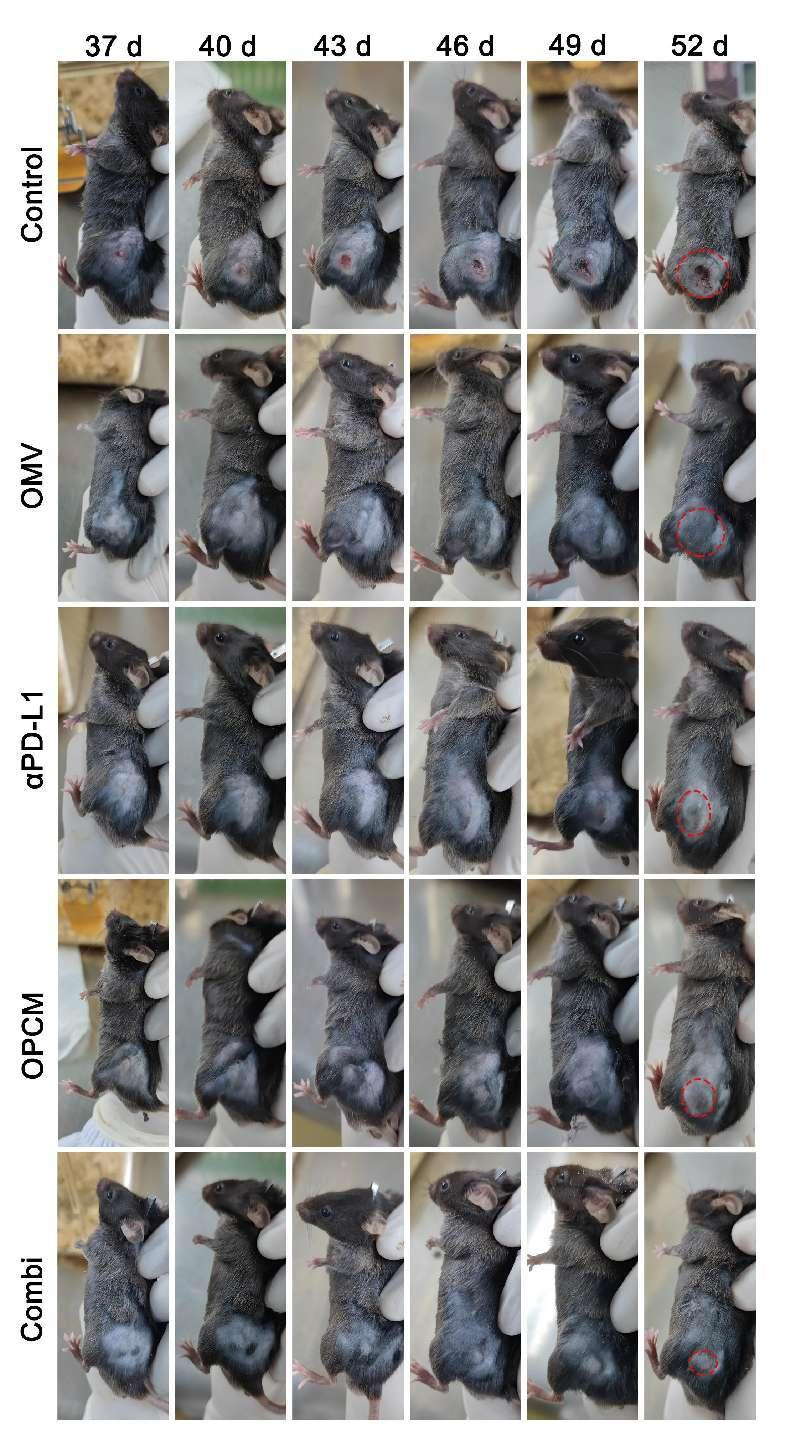 37 d 40 d 43 d 46 d 49 d 52 d
Control
OMV
αPD-L1
OPCM
Combi